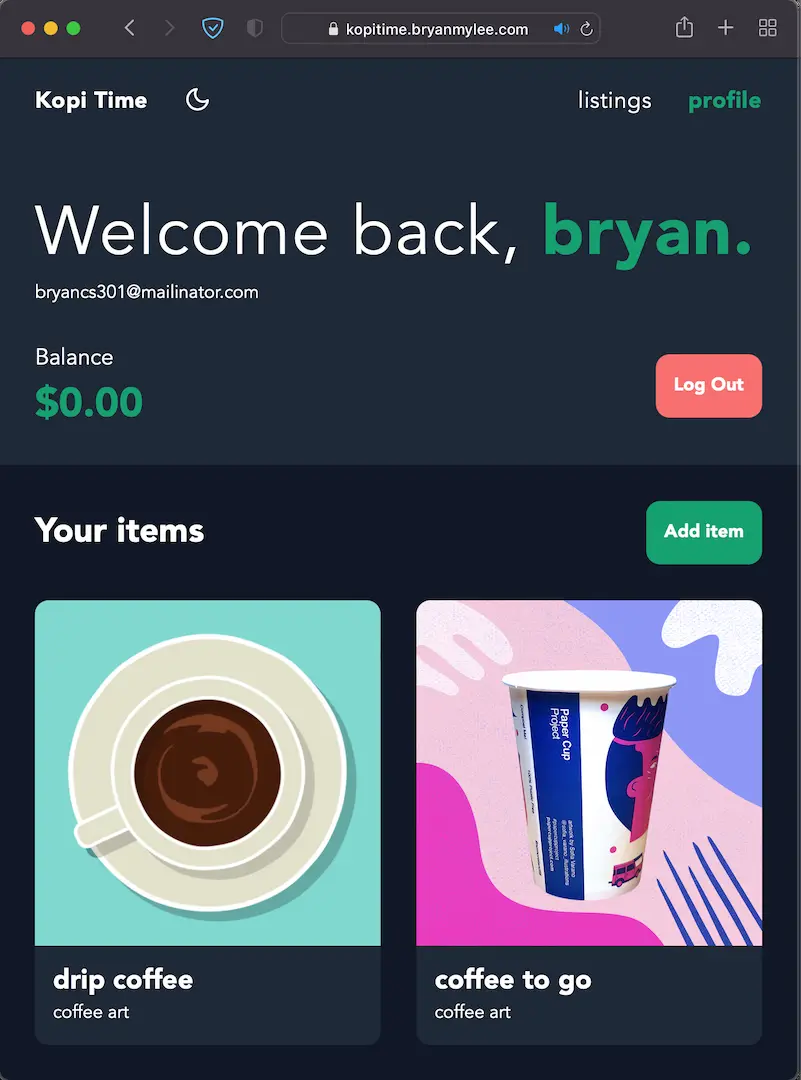 kopitime.bryanmylee.com
Kopi Time
listings
profile
Welcome back, bryan.
bryancs301@mailinator.com
Balance
$0.00
Log Out
Your items
Add item
Paper Cup
Project
drip coffee
coffee art
coffee to go
coffee art